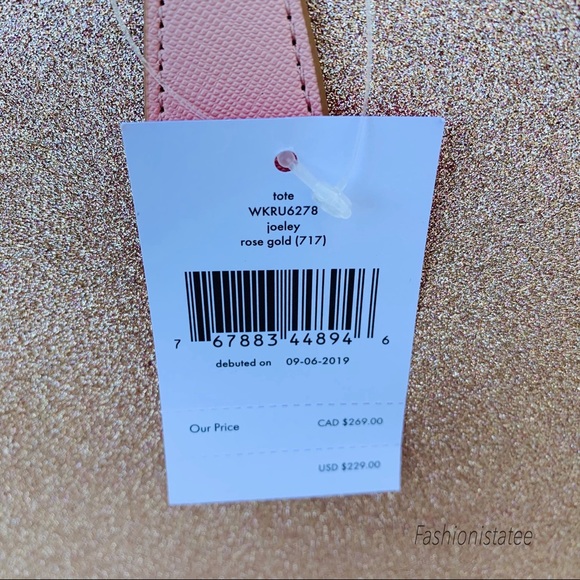 tote
WKRU6278
joeley
rose gold (717)
7 67883 44894 6
debuted on 09-06-2019
Our Price CAD $269.00
USD $229.00
Fashionistatee